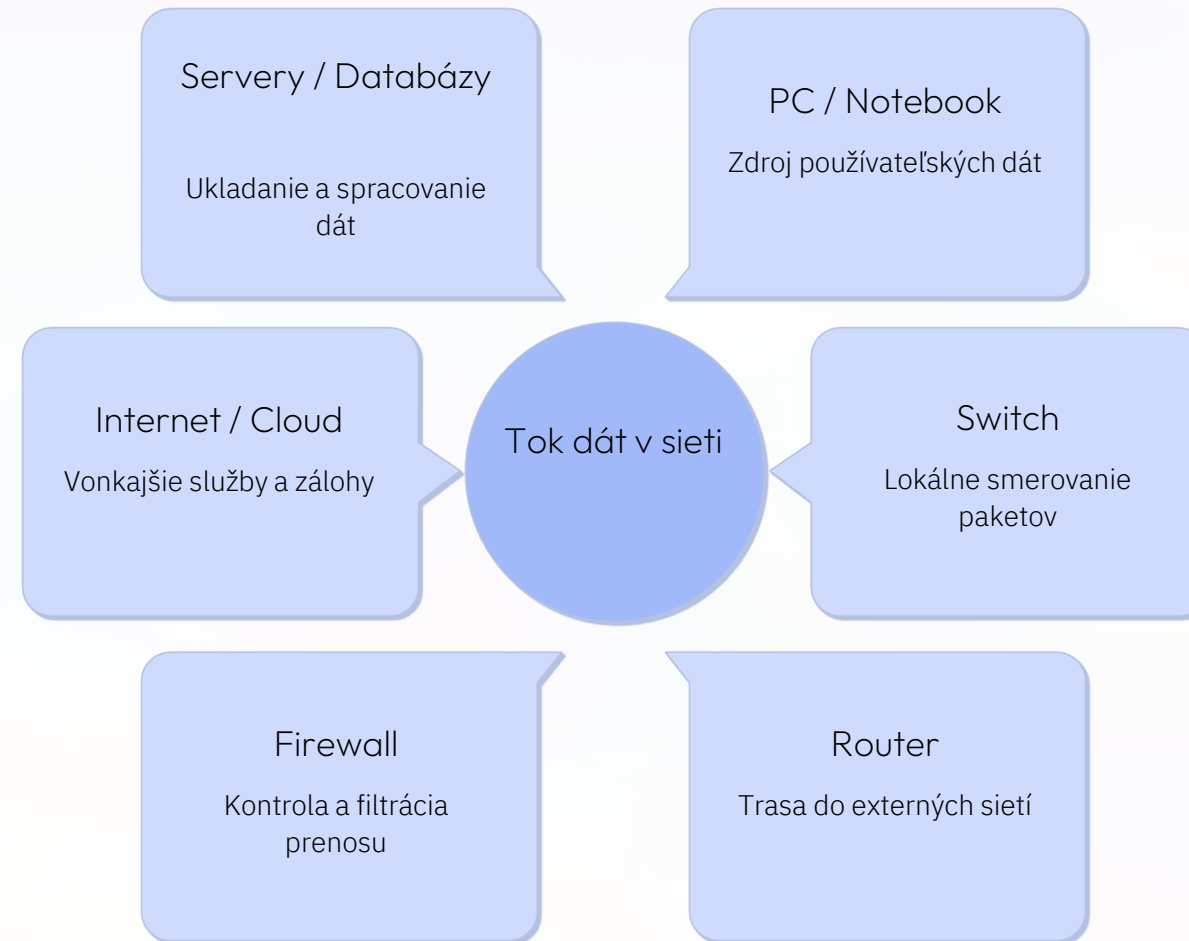 Servery / Databázy
Ukladanie a spracovanie
dát
PC / Notebook
Zdroj používateľských dát
Internet / Cloud
Vonkajšie služby a zálohy
Tok dát v sieti
Switch
Lokálne smerovanie
paketov
Firewall
Kontrola a filtrácia
prenosu
Router
Trasa do externých sietí